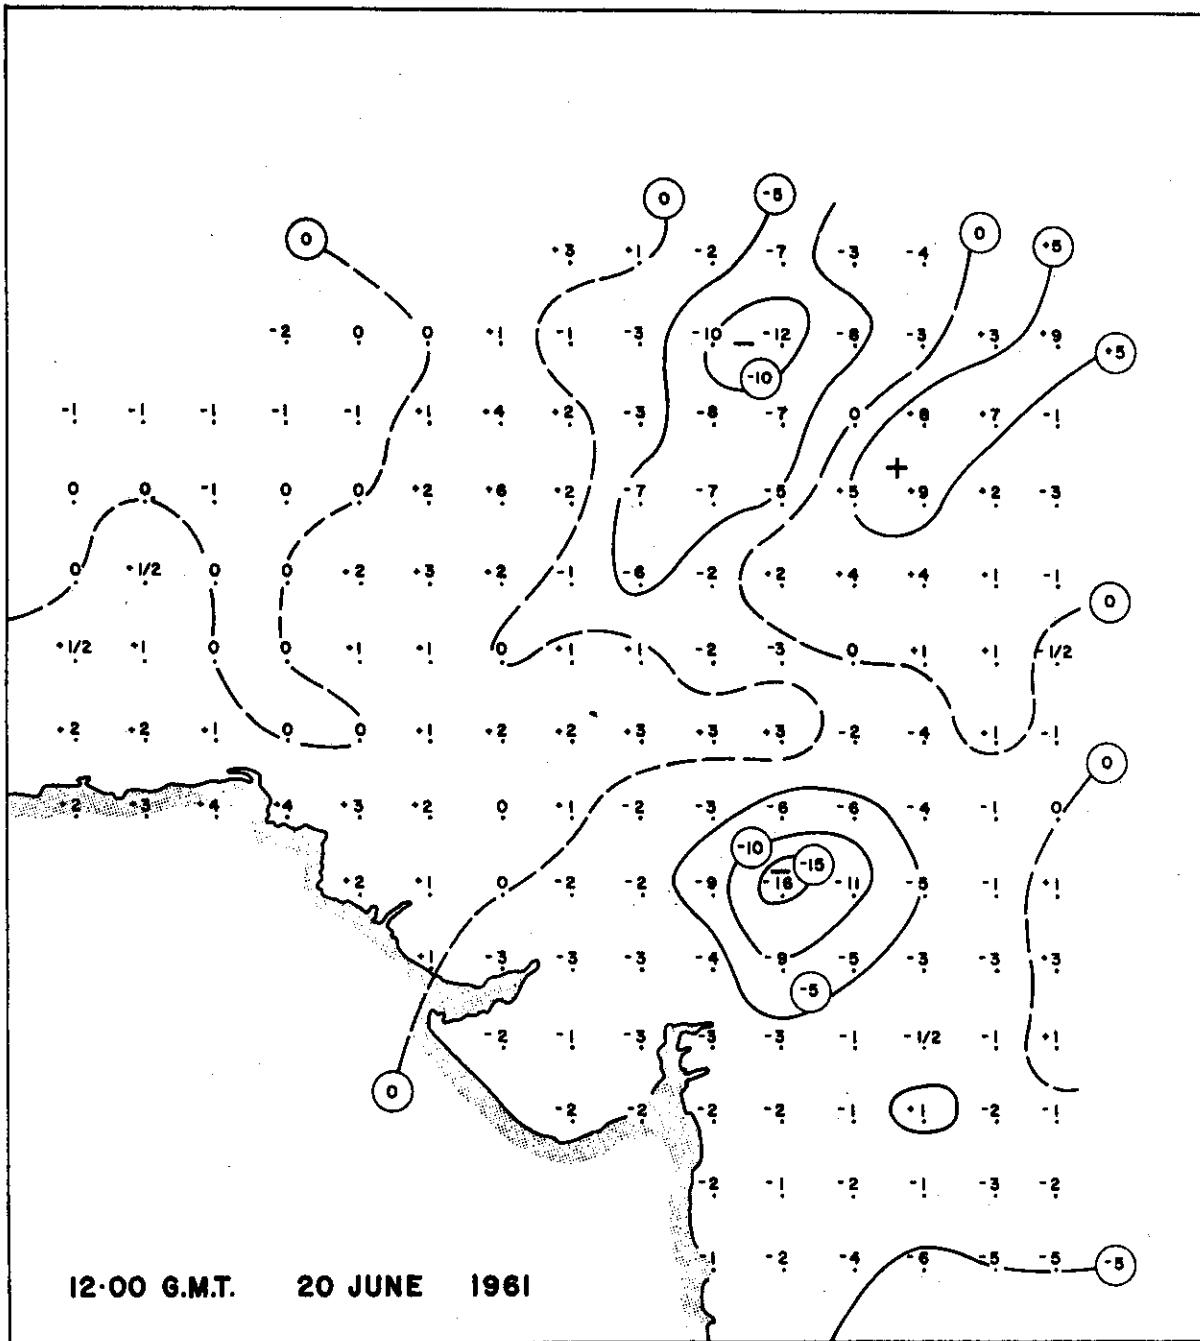 0 -5
0 0 +5
+3 +1 -2 -7 -3 -4
-2 0 0 +1 -1 -3 -10 -12 -8 -3 +3 +9
+5
-10
-1 -1 -1 -1 -1 +1 +4 +2 -3 -8 -7 0 +8 +7 -1
+
0 0 -1 0 0 +2 +6 +2 -7 -7 -5 +5 +9 +2 -3
0 +1/2 0 0 +2 +3 +2 -1 -6 -2 +2 +4 +4 +1 -1
0
+1/2 +1 0 0 +1 +1 0 +1 +1 -2 -3 0 +1 +1 -1/2
+2 +2 +1 0 0 +1 +2 +2 +3 +3 +3 -2 -4 +1 -1
0
+2 +3 +4 +4 +3 +2 0 +1 -2 -3 -6 -6 -4 -1 0
-10 -15
+2 +1 0 -2 -2 -9 -16 -11 -5 -1 +1
+1 -3 -3 -3 -4 -9 -5 -3 -3 +3
-5
-2 -1 -3 -3 -3 -1 -1/2 -1 +1
0
-2 -2 -2 -2 -1 +1 -2 -1
-2 -1 -2 -1 -3 -2
-1 -2 -4 -6 -5 -5 -5
12·00 G.M.T. 20 JUNE 1961